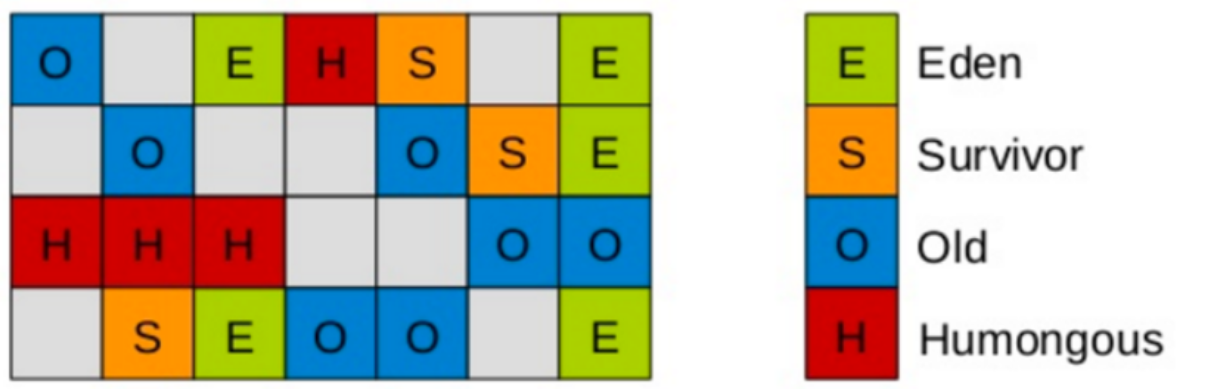 O E H S E
O O S E
H H H O O
S E O O E
E Eden
S Survivor
O Old
H Humongous